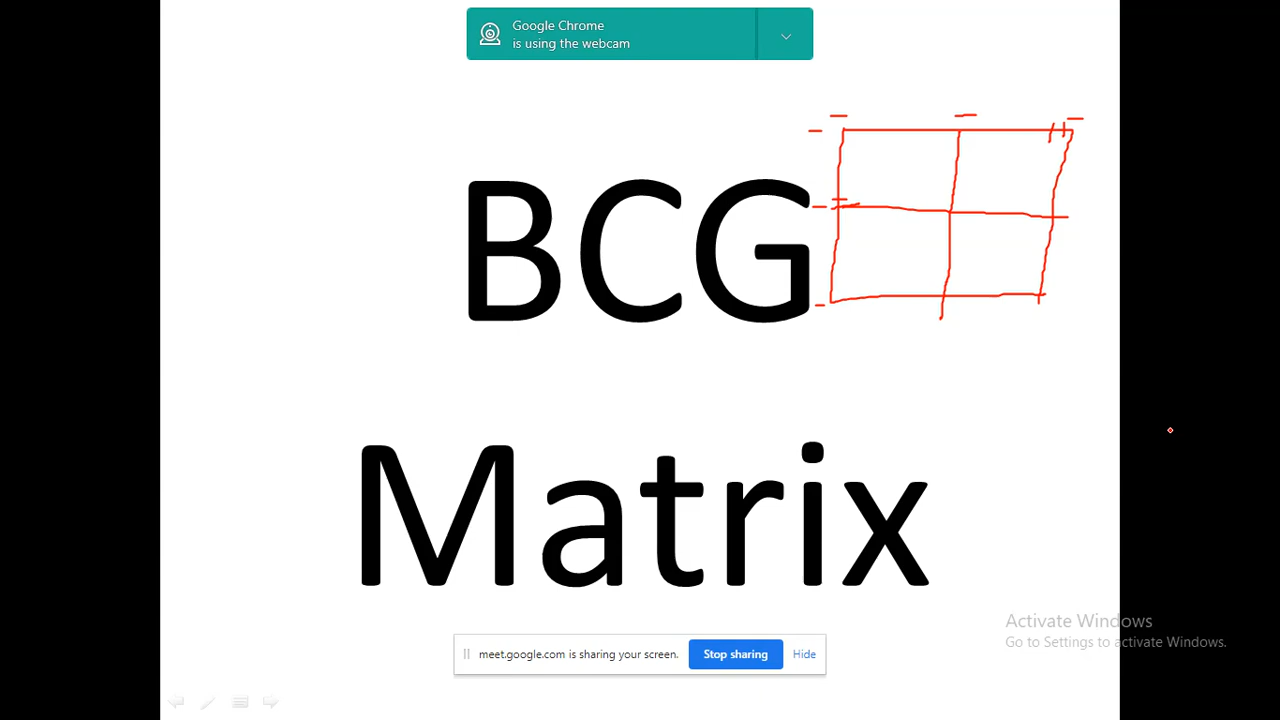 Google Chrome
is using the webcam
BCG
Matrix
Activate Windows
Go to Settings to activate Windows.
meet.google.com is sharing your screen. Stop sharing Hide